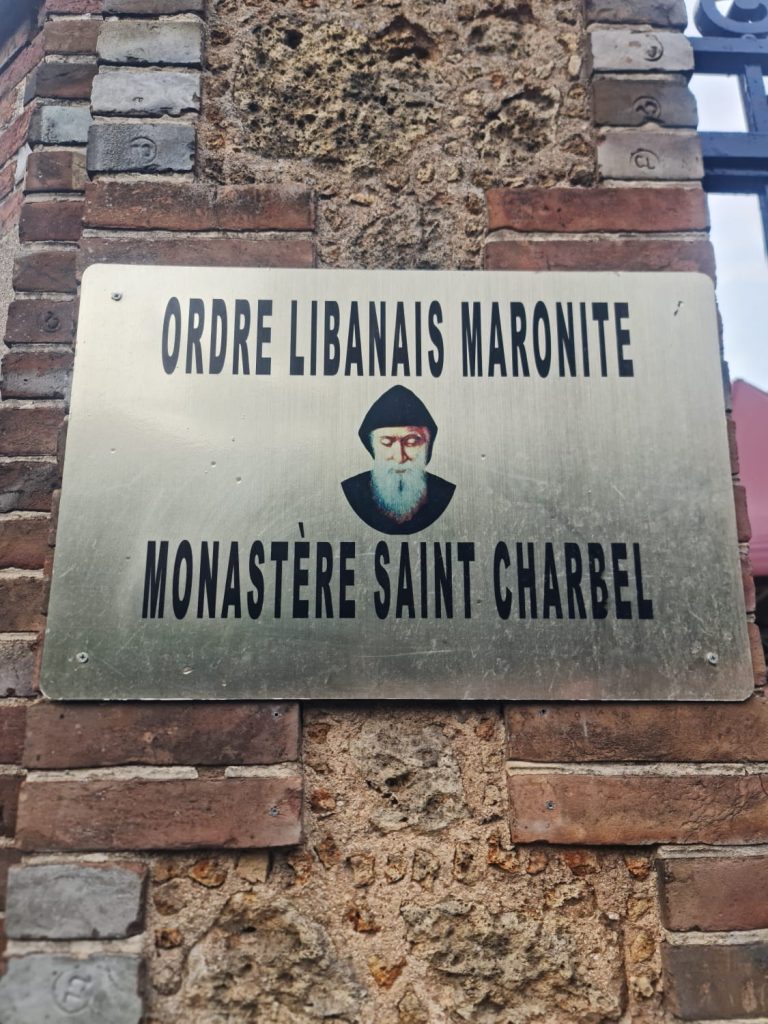 ORDRE LIBANAIS MARONITE
MONASTÈRE SAINT CHARBEL